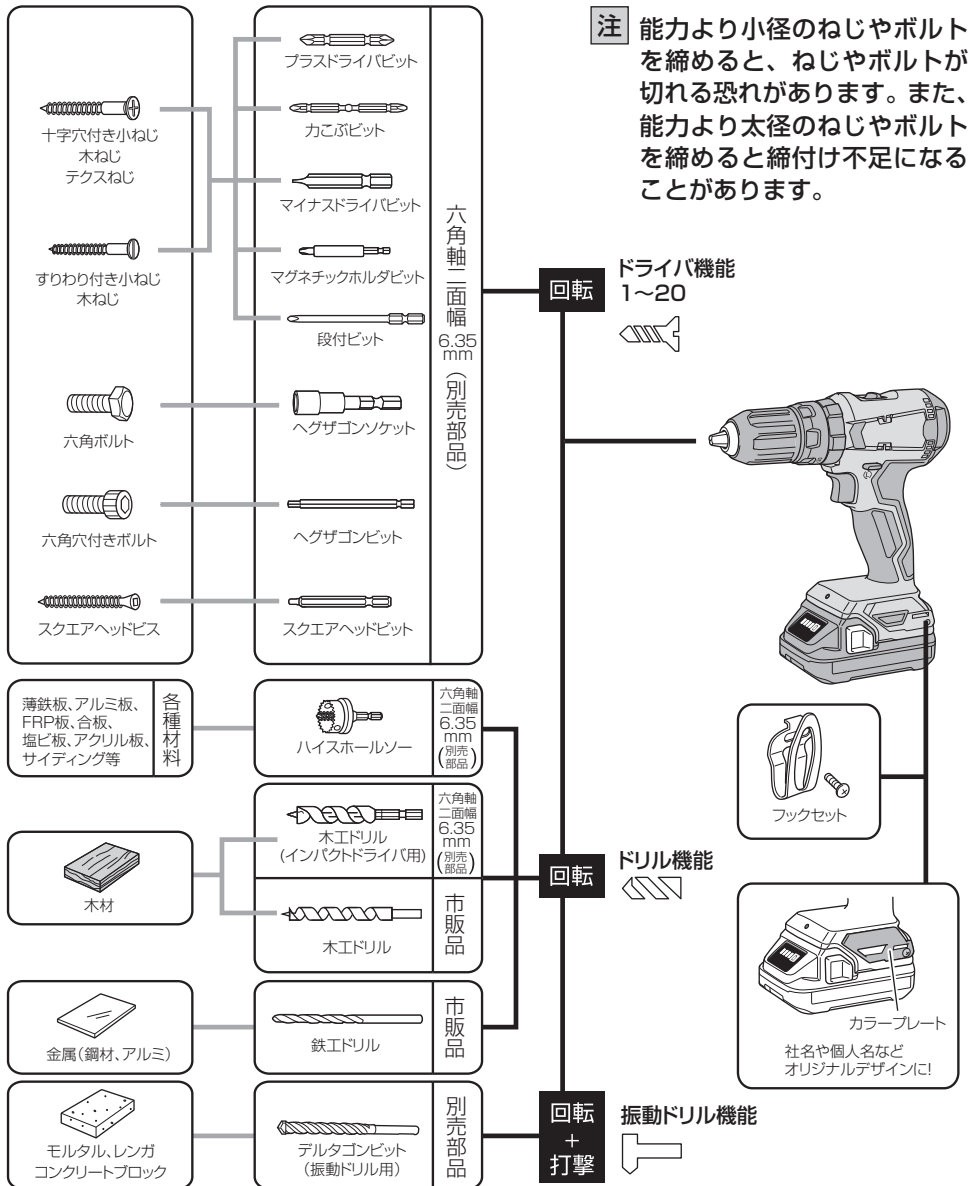 注
能力より小径のねじやボルト
を締めると、ねじやボルトが
切れる恐れがあります。また、
能力より太径のねじやボルト
を締めると締付け不足になる
ことがあります。
十字穴付き小ねじ
木ねじ
テクスねじ
すりわり付き小ねじ
木ねじ
六角ボルト
六角穴付きボルト
スクエアヘッドビス
プラスドライバビット
力こぶビット
マイナスドライバビット
マグネチックホルダビット
段付ビット
ヘグザゴンソケット
ヘグザゴンビット
スクエアヘッドビット
六角軸二面幅
6.35
mm
(別売部品)
回転
ドライバ機能
1〜20
薄鉄板、アルミ板、
FRP板、合板、
塩ビ板、アクリル板、
サイディング等
各種材料
ハイスホールソー
六角軸
二面幅
6.35
mm
(別売
部品)
木材
木工ドリル
(インパクトドライバ用)
六角軸
二面幅
6.35
mm
(別売
部品)
木工ドリル
市販品
回転
ドリル機能
金属(鋼材、アルミ)
鉄工ドリル
市販品
モルタル、レンガ
コンクリートブロック
デルタゴンビット
(振動ドリル用)
別売部品
回転
+
打撃
振動ドリル機能
フックセット
カラープレート
社名や個人名など
オリジナルデザインに!